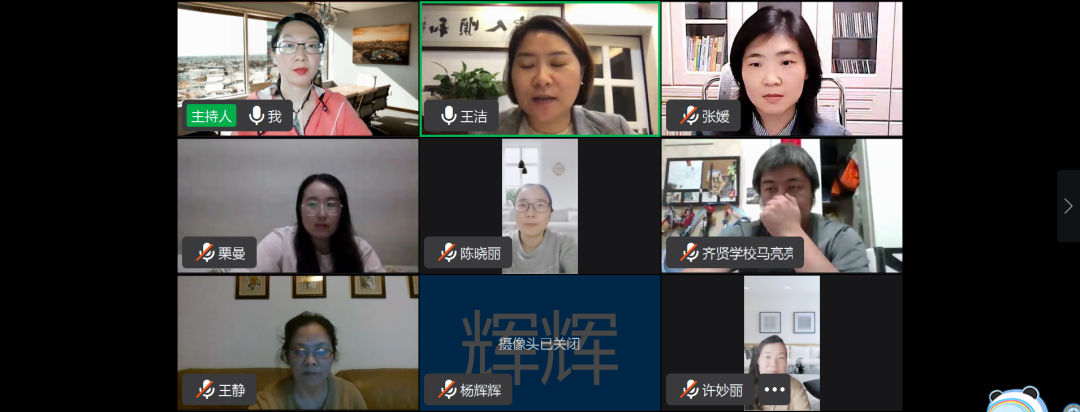 主持人 我
王洁
张媛
栗曼
陈晓丽
齐贤学校马亮亮
王静
辉辉
摄像头已关闭
杨辉辉
许妙丽